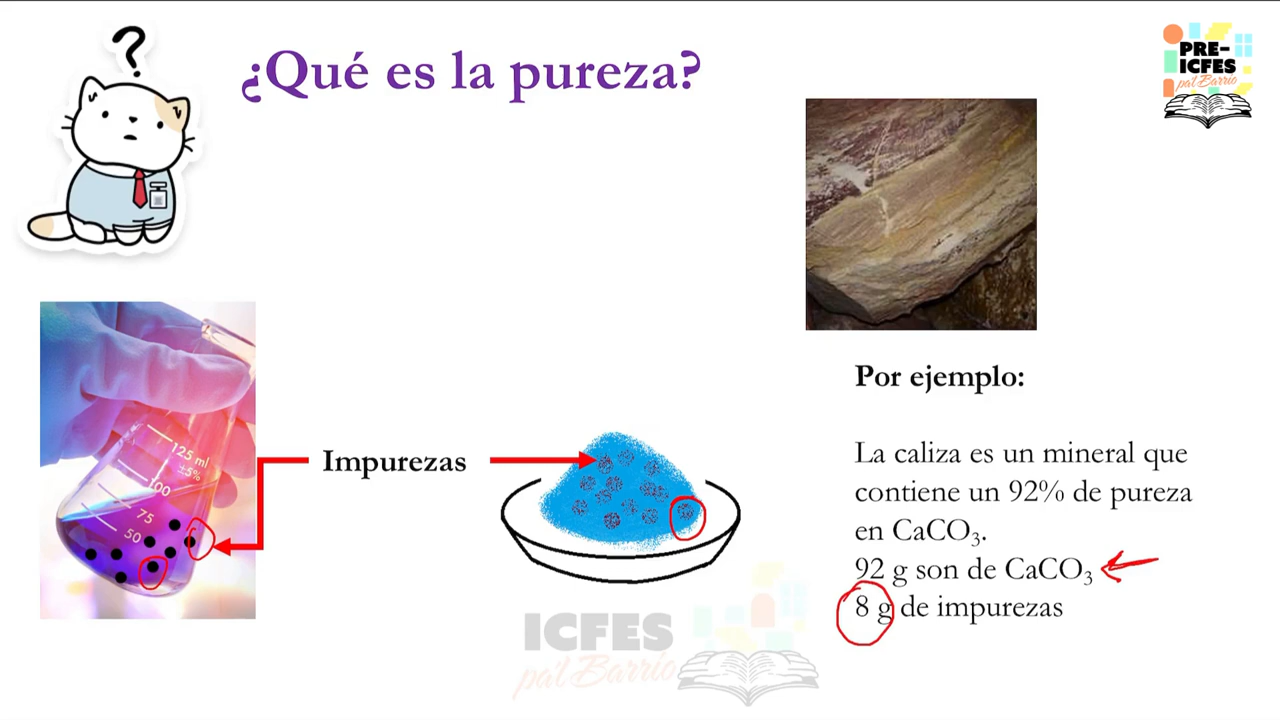 ?
¿Qué es la pureza?
PRE-
ICFES
pa'l Barrio
125 ml
±5%
100
75
50
Impurezas
Por ejemplo:
La caliza es un mineral que
contiene un 92% de pureza
en CaCO₃.
92 g son de CaCO₃
8 g de impurezas
ICFES
pa'l Barrio